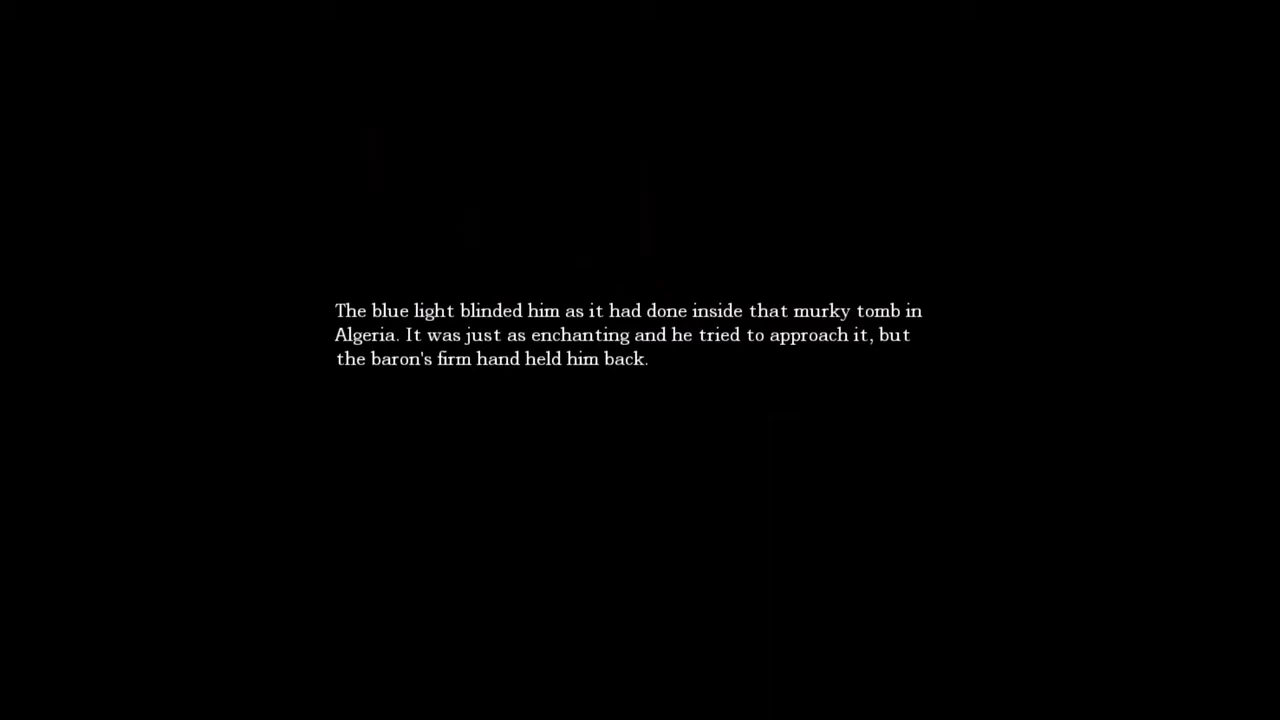 The blue light blinded him as it had done inside that murky tomb in
Algeria. It was just as enchanting and he tried to approach it, but
the baron's firm hand held him back.